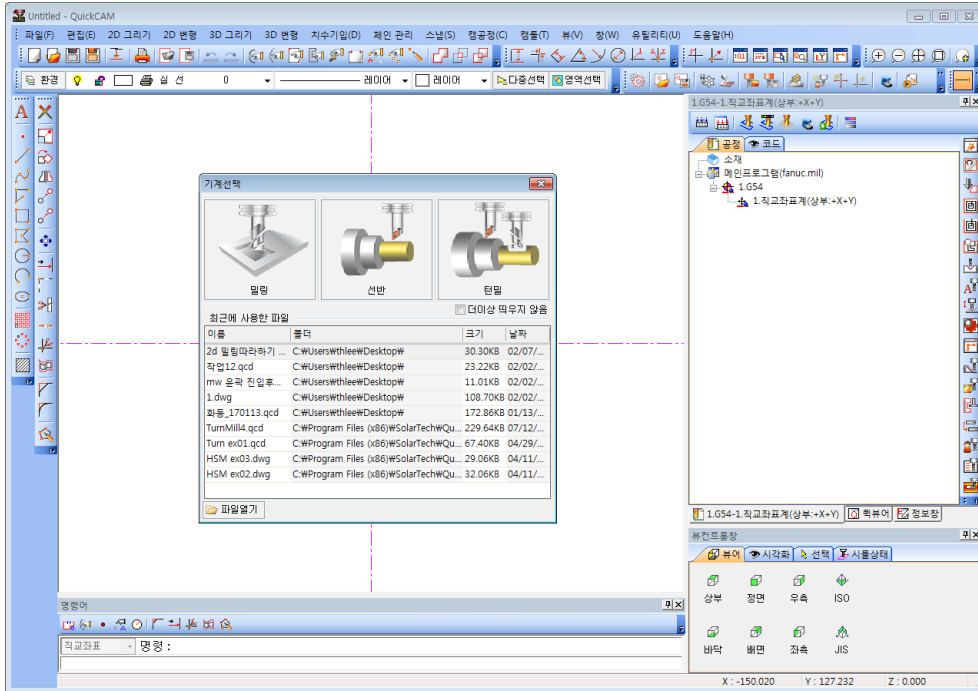 Untitled - QuickCAM
파일(F) 편집(E) 2D 그리기 2D 변형 3D 그리기 3D 변형 치수기입(D) 체인 관리 스냅(S) 캠공정(C) 캠툴(T) 뷰(V) 창(W) 유틸리티(U) 도움말(H)
환경 실 선 0 레이어 레이어 다중선택 영역선택
1.G54-1.직교좌표계(상부:+X+Y)
공정 코드
소재
메인프로그램(fanuc.mil)
1.G54
1.직교좌표계(상부:+X+Y)
기계선택
밀링 선반 턴밀
더이상 띄우지 않음
최근에 사용한 파일
이름 폴더 크기 날짜
2d 밀링따라하기 ... C:₩Users₩thlee₩Desktop₩ 30.30KB 02/07/...
작업12.qcd C:₩Users₩thlee₩Desktop₩ 23.22KB 02/02/...
mw 윤곽 진입후... C:₩Users₩thlee₩Desktop₩ 11.01KB 02/02/...
1.dwg C:₩Users₩thlee₩Desktop₩ 108.70KB 02/02/...
화동_170113.qcd C:₩Users₩thlee₩Desktop₩ 172.86KB 01/13/...
TurnMill4.qcd C:₩Program Files (x86)₩SolarTech₩Qu... 229.64KB 07/12/...
Turn ex01.qcd C:₩Program Files (x86)₩SolarTech₩Qu... 67.40KB 04/29/...
HSM ex03.dwg C:₩Program Files (x86)₩SolarTech₩Qu... 29.06KB 04/11/...
HSM ex02.dwg C:₩Program Files (x86)₩SolarTech₩Qu... 32.06KB 04/11/...
파일열기
1.G54-1.직교좌표계(상부:+X+Y) 퀵뷰어 정보창
뷰컨트롤창
뷰어 시각화 선택 시뮬상태
상부 정면 우측 ISO
바닥 배면 좌측 JIS
명령어
직교좌표 명령 :
X : -150.020 Y : 127.232 Z : 0.000